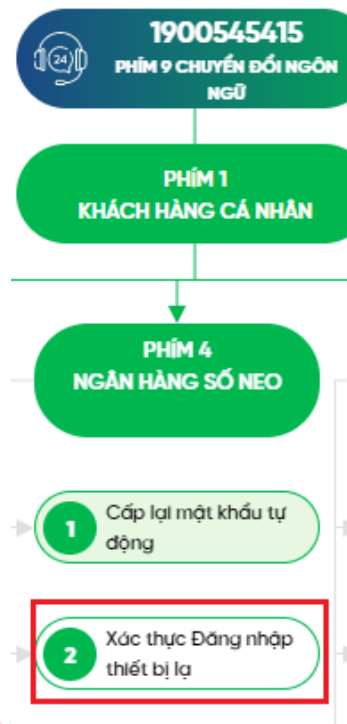 24
1900545415
PHÍM 9 CHUYỂN ĐỔI NGÔN
NGỮ
PHÍM 1
KHÁCH HÀNG CÁ NHÂN
PHÍM 4
NGÂN HÀNG SỐ NEO
1
Cấp lại mật khẩu tự
động
2
Xác thực Đăng nhập
thiết bị lạ